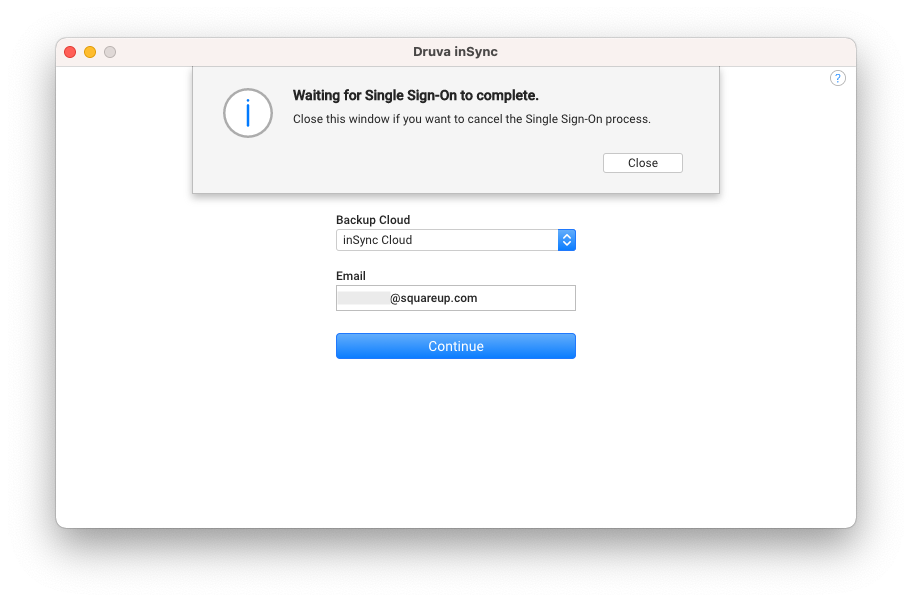 Druva inSync
?
Waiting for Single Sign-On to complete.
Close this window if you want to cancel the Single Sign-On process.
Close
Backup Cloud
inSync Cloud
Email
@squareup.com
Continue